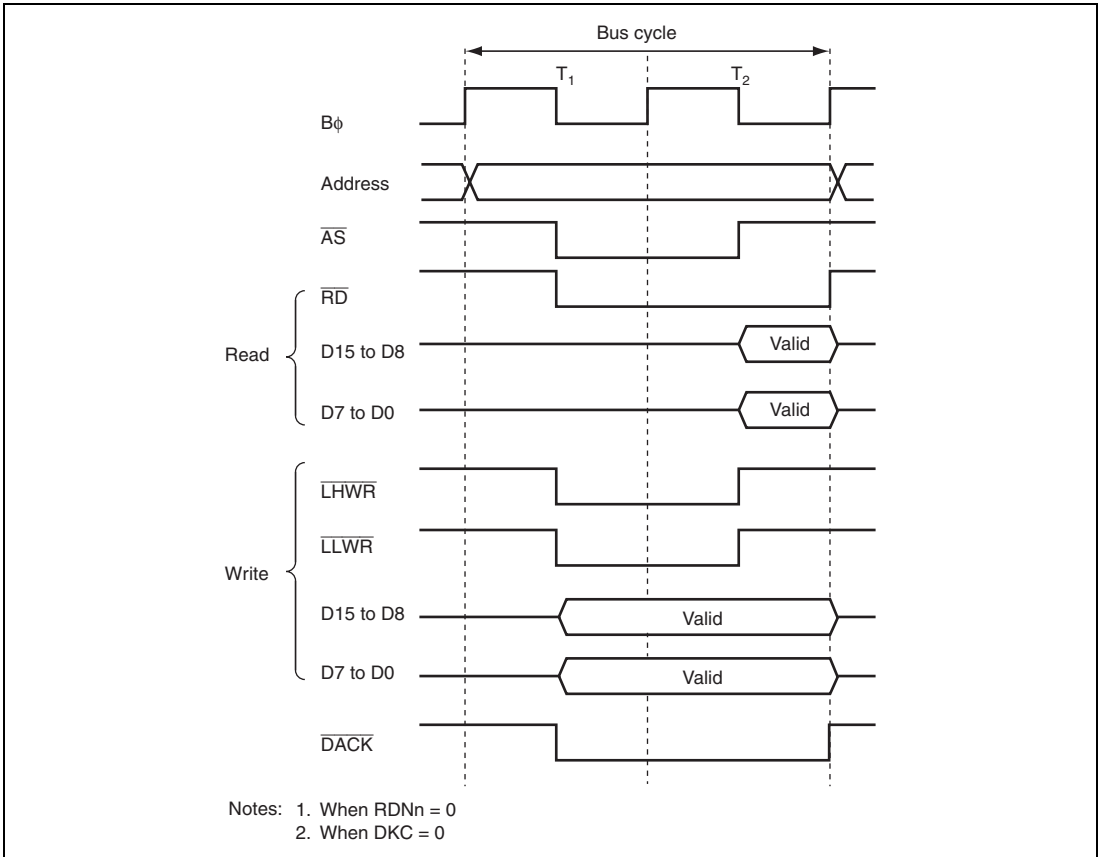 Bus cycle
T1 T2
Bφ
Address
AS
RD
Read
D15 to D8 Valid
D7 to D0 Valid
LHWR
LLWR
Write
D15 to D8 Valid
D7 to D0 Valid
DACK
Notes: 1. When RDNn = 0
2. When DKC = 0